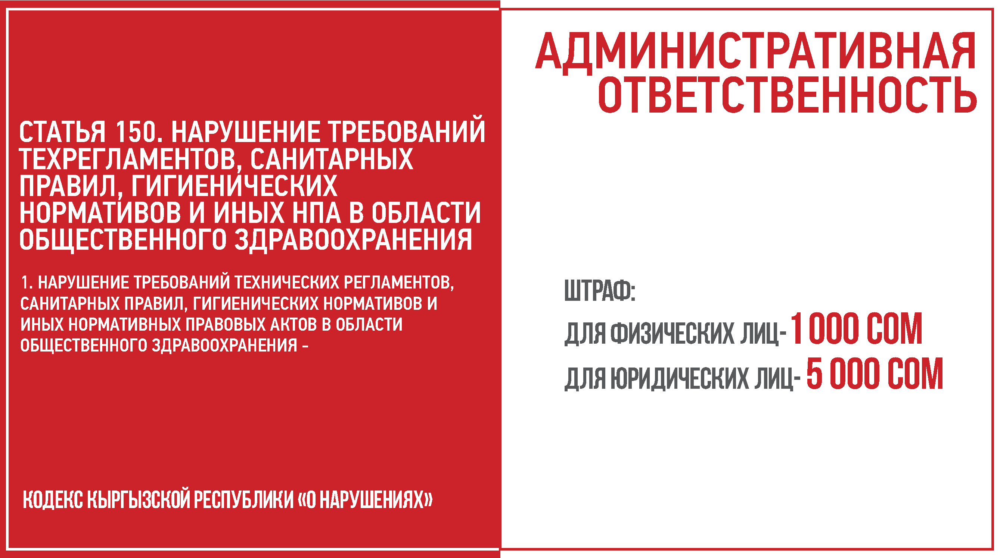 СТАТЬЯ 150. НАРУШЕНИЕ ТРЕБОВАНИЙ
ТЕХРЕГЛАМЕНТОВ, САНИТАРНЫХ
ПРАВИЛ, ГИГИЕНИЧЕСКИХ
НОРМАТИВОВ И ИНЫХ НПА В ОБЛАСТИ
ОБЩЕСТВЕННОГО ЗДРАВООХРАНЕНИЯ
1. НАРУШЕНИЕ ТРЕБОВАНИЙ ТЕХНИЧЕСКИХ РЕГЛАМЕНТОВ,
САНИТАРНЫХ ПРАВИЛ, ГИГИЕНИЧЕСКИХ НОРМАТИВОВ И
ИНЫХ НОРМАТИВНЫХ ПРАВОВЫХ АКТОВ В ОБЛАСТИ
ОБЩЕСТВЕННОГО ЗДРАВООХРАНЕНИЯ -
КОДЕКС КЫРГЫЗСКОЙ РЕСПУБЛИКИ «О НАРУШЕНИЯХ»
АДМИНИСТРАТИВНАЯ
ОТВЕТСТВЕННОСТЬ
ШТРАФ:
ДЛЯ ФИЗИЧЕСКИХ ЛИЦ- 1 000 СОМ
ДЛЯ ЮРИДИЧЕСКИХ ЛИЦ- 5 000 СОМ